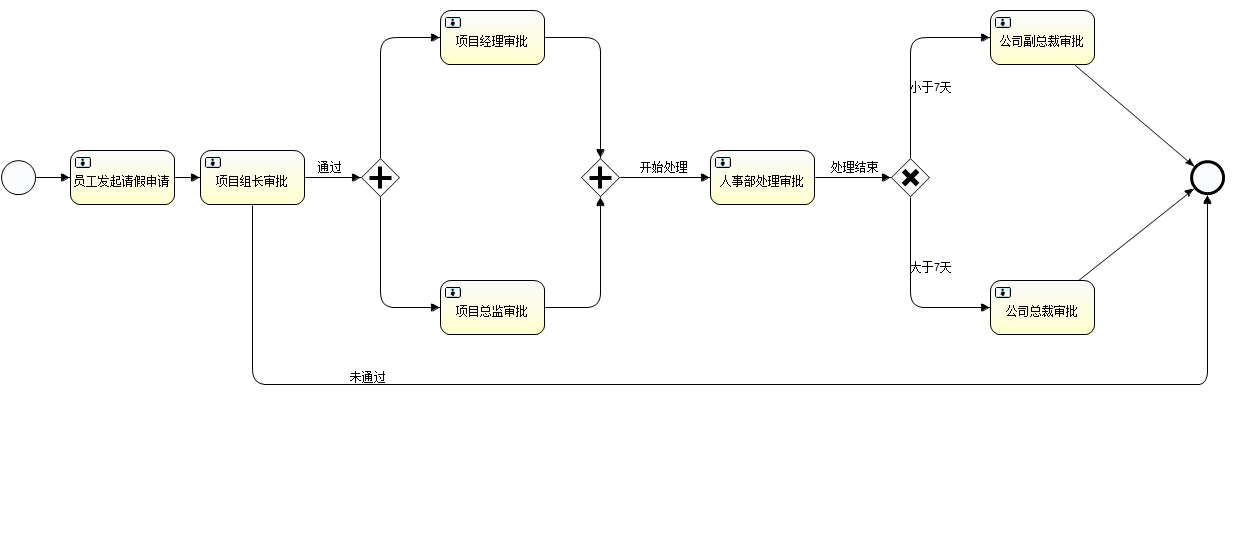 项目经理审批
公司副总裁审批
小于7天
员工发起请假申请
项目组长审批
通过
开始处理
人事部处理审批
处理结束
大于7天
项目总监审批
公司总裁审批
未通过